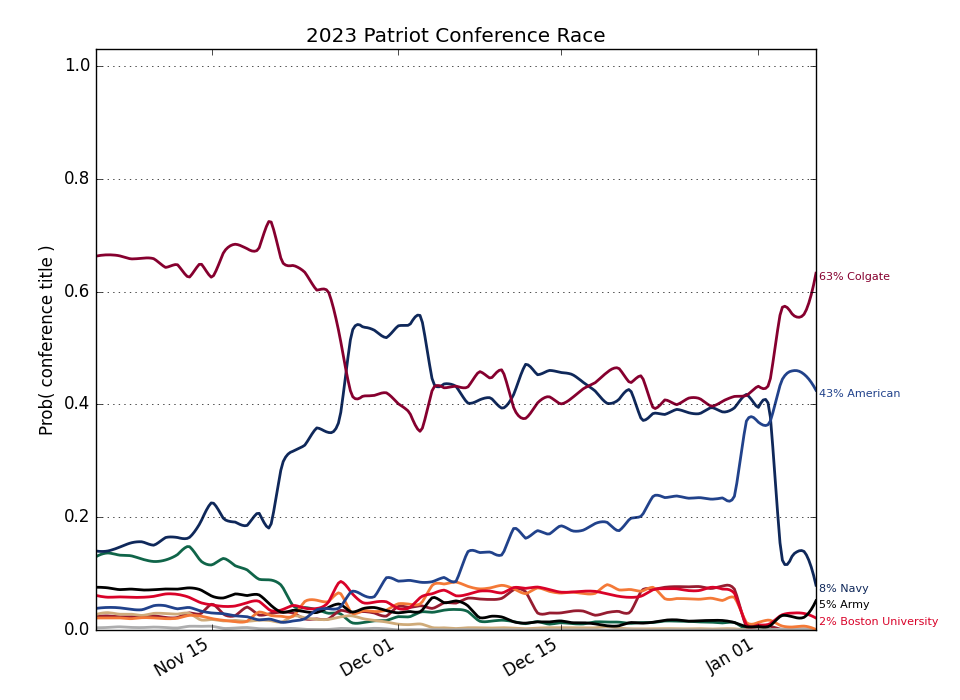 2023 Patriot Conference Race
1.0
0.8
0.6
0.4
0.2
0.0
Prob( conference title )
63% Colgate
43% American
8% Navy
5% Army
2% Boston University
Nov 15
Dec 01
Dec 15
Jan 01